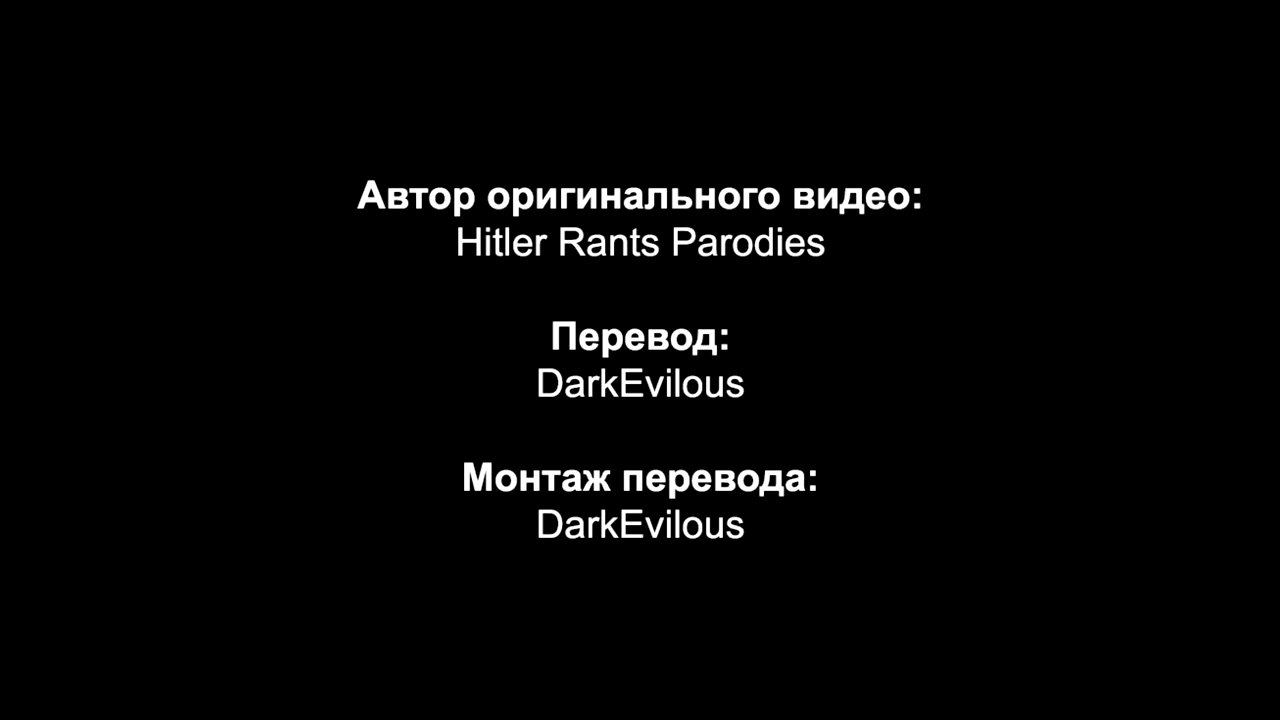 Автор оригинального видео:
Hitler Rants Parodies
Перевод:
DarkEvilous
Монтаж перевода:
DarkEvilous